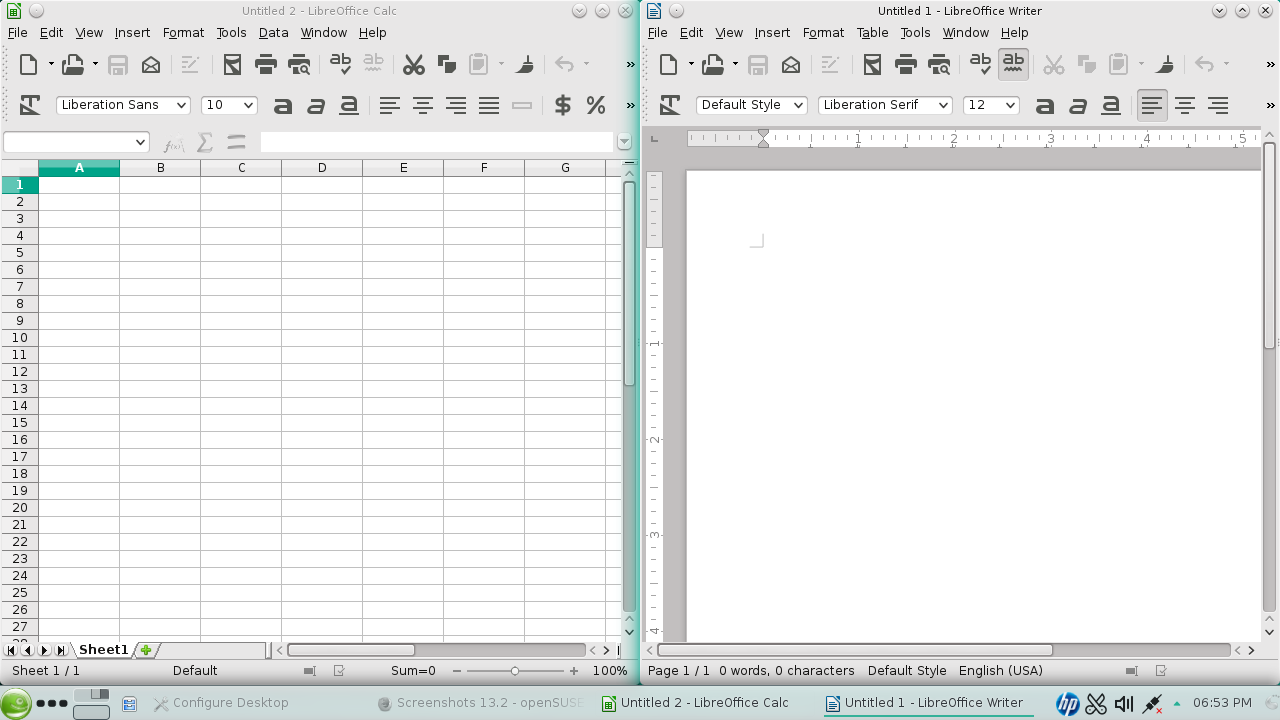 Untitled 2 - LibreOffice Calc
File Edit View Insert Format Tools Data Window Help
Liberation Sans 10
A B C D E F G
1
2
3
4
5
6
7
8
9
10
11
12
13
14
15
16
17
18
19
20
21
22
23
24
25
26
27
Sheet1
Sheet 1 / 1 Default Sum=0 100%
Untitled 1 - LibreOffice Writer
File Edit View Insert Format Table Tools Window Help
Default Style Liberation Serif 12
1 2 3 4 5
1
2
3
4
Page 1 / 1 0 words, 0 characters Default Style English (USA)
Configure Desktop Screenshots 13.2 - openSUSE Untitled 2 - LibreOffice Calc Untitled 1 - LibreOffice Writer hp 06:53 PM